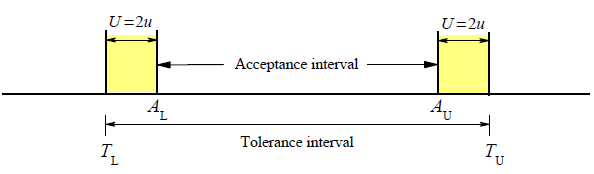 U=2u U=2u
Acceptance interval
A_L A_U
Tolerance interval
T_L T_U